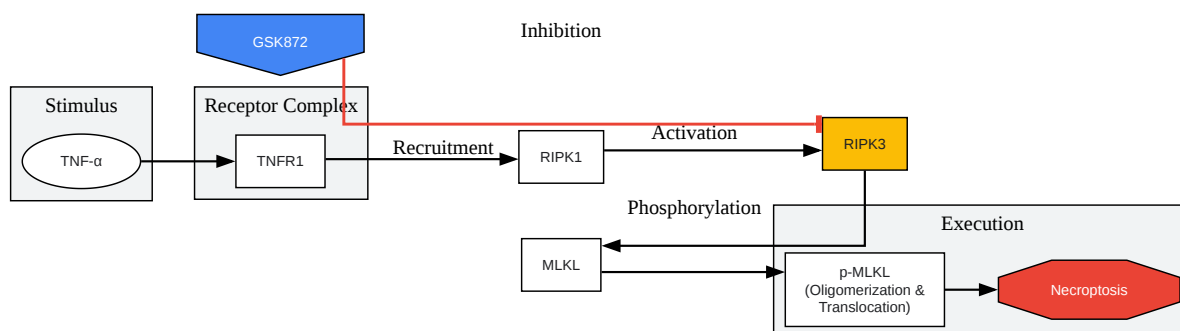 Inhibition
GSK872
Stimulus
Receptor Complex
TNF-α
TNFR1
Recruitment
RIPK1
Activation
RIPK3
Phosphorylation
Execution
MLKL
p-MLKL
(Oligomerization &
Translocation)
Necroptosis